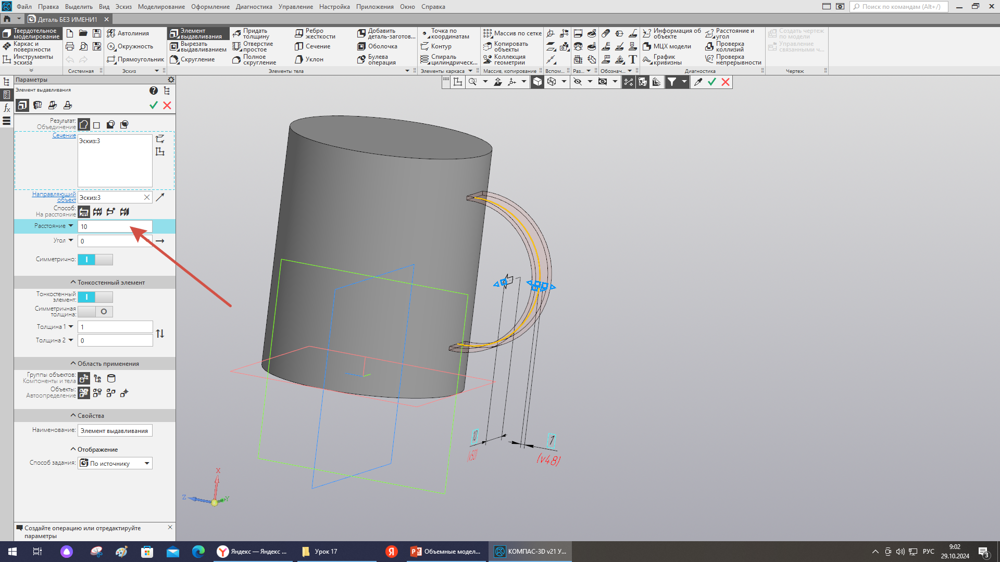 Файл Правка Выделить Вид Эскиз Моделирование Оформление Диагностика Управление Настройка Приложения Окно Справка
Поиск по командам (Alt+/)
Деталь БЕЗ ИМЕНИ1
Твердотельное моделирование
Каркас и поверхности
Инструменты эскиза
Системная
Автолиния
Окружность
Прямоугольник
Эскиз
Элемент выдавливания
Вырезать выдавливанием
Скругление
Придать толщину
Отверстие простое
Полное скругление
Ребро жесткости
Сечение
Уклон
Добавить деталь-заготов...
Оболочка
Булева операция
Элементы тела
Точка по координатам
Контур
Спираль цилиндрическ...
Элементы каркаса
Массив по сетке
Копировать объекты
Коллекция геометрии
Массив, копирование
Вспом...
Раз...
Обознач...
Информация об объекте
МЦХ модели
График кривизны
Расстояние и угол
Проверка коллизий
Проверка непрерывности
Диагностика
Создать чертеж по модели
Управление связанными ч...
Чертеж
Параметры
Элемент выдавливания
Результат:
Объединение
Сечение
Эскиз:3
Направляющий объект
Эскиз:3
Способ:
На расстояние
Расстояние
10
Угол
0
Симметрично:
Тонкостенный элемент
Тонкостенный элемент:
Симметричная толщина:
Толщина 1
1
Толщина 2
0
Область применения
Группы объектов:
Компоненты и тела
Объекты:
Автоопределение
Свойства
Наименование:
Элемент выдавливания
Отображение
Способ задания:
По источнику
Создайте операцию или отредактируйте параметры
10
1
(v48)
X
Z
Y
Яндекс — Яндекс ...
Урок 17
Объемные модел...
КОМПАС-3D v21 У...
РУС
9:02
29.10.2024
3